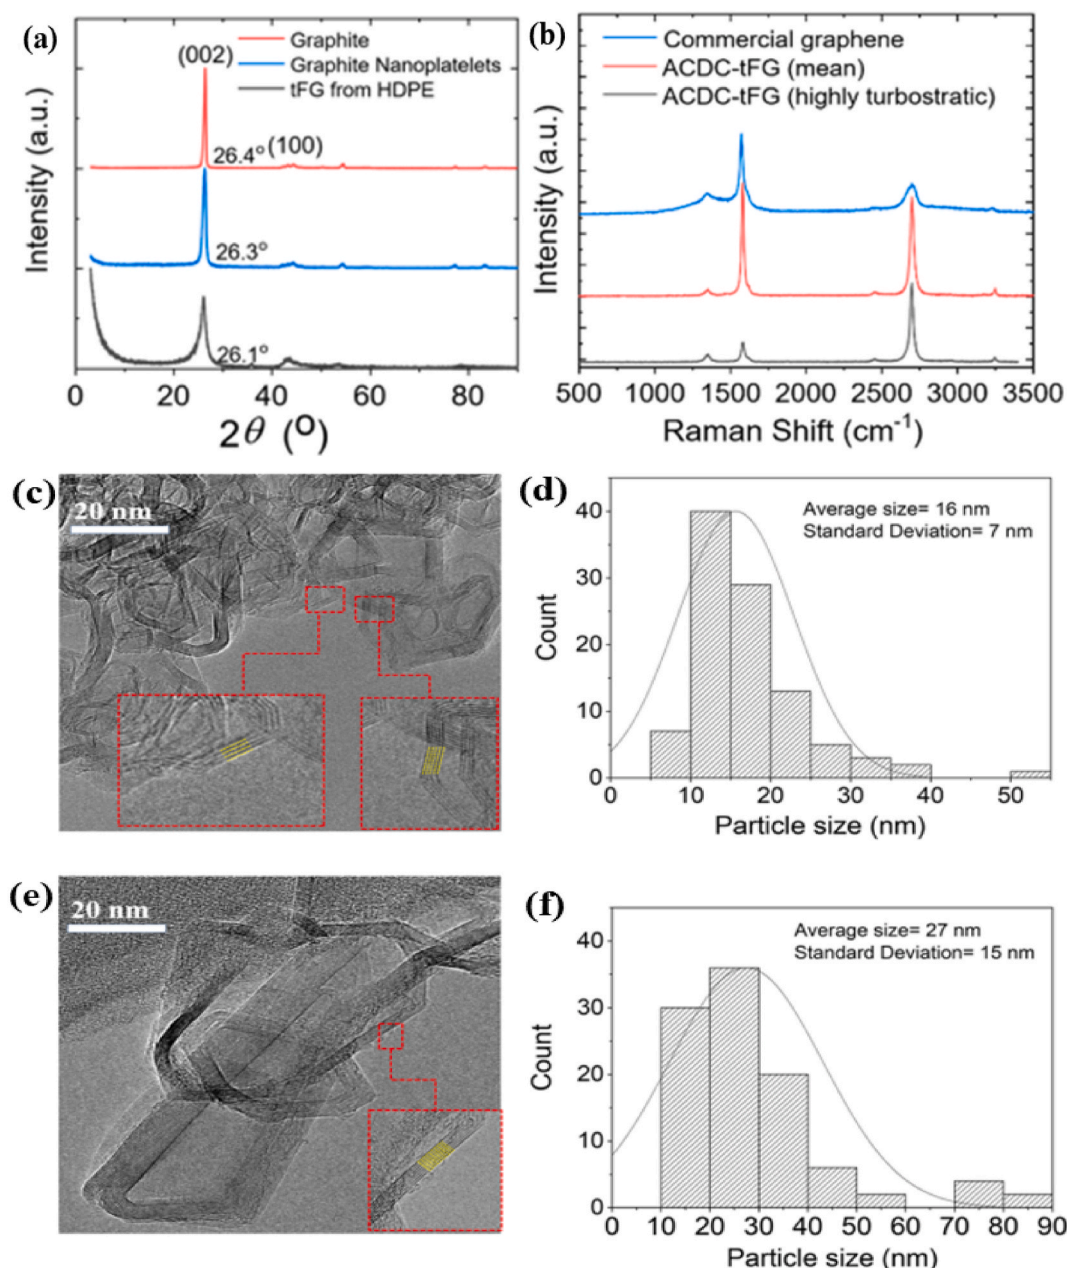 (a)
Graphite
Graphite Nanoplatelets
tFG from HDPE
(002)
(100)
26.4°
26.3°
26.1°
Intensity (a.u.)
0 20 40 60 80
2θ (°)
(b)
Commercial graphene
ACDC-tFG (mean)
ACDC-tFG (highly turbostratic)
Intensity (a.u.)
500 1000 1500 2000 2500 3000 3500
Raman Shift (cm⁻¹)
(c)
20 nm
(d)
Average size= 16 nm
Standard Deviation= 7 nm
Count
40
30
20
10
0
0 10 20 30 40 50
Particle size (nm)
(e)
20 nm
(f)
Average size= 27 nm
Standard Deviation= 15 nm
Count
40
30
20
10
0
0 10 20 30 40 50 60 70 80 90
Particle size (nm)